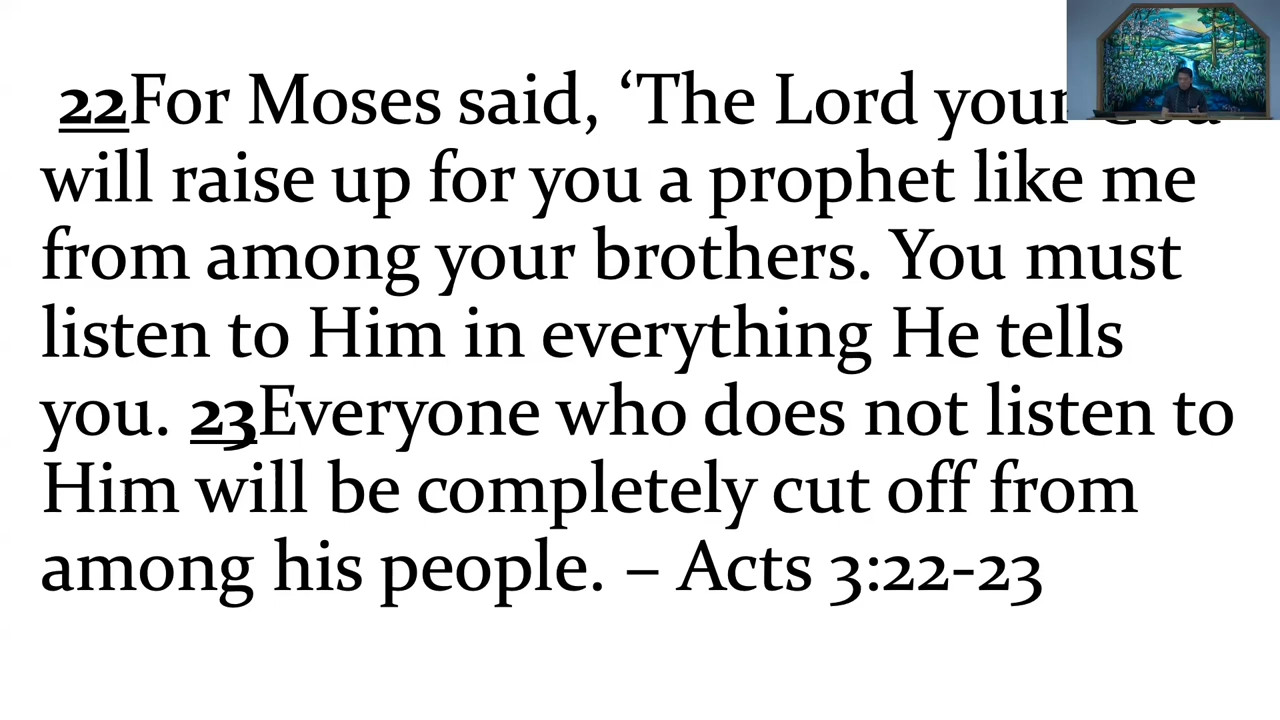 22For Moses said, ‘The Lord your
will raise up for you a prophet like me
from among your brothers. You must
listen to Him in everything He tells
you. 23Everyone who does not listen to
Him will be completely cut off from
among his people. – Acts 3:22-23